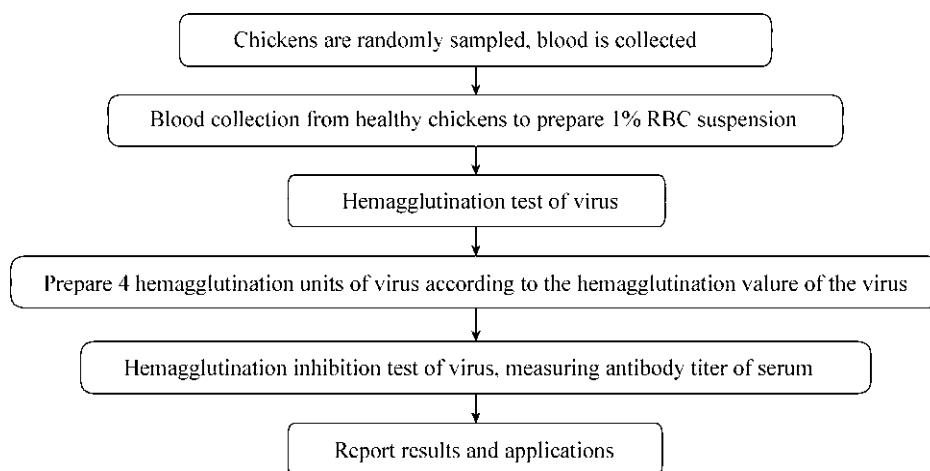 Chickens are randomly sampled, blood is collected
Blood collection from healthy chickens to prepare 1% RBC suspension
Hemagglutination test of virus
Prepare 4 hemagglutination units of virus according to the hemagglutination valure of the virus
Hemagglutination inhibition test of virus, measuring antibody titer of serum
Report results and applications